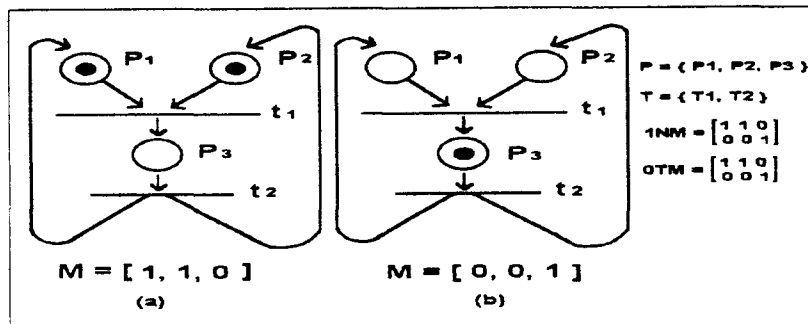 P1 P2
t1
P3
t2
M = [ 1, 1, 0 ]
(a)
P1 P2
t1
P3
t2
M = [ 0, 0, 1 ]
(b)
P = { P1, P2, P3 }
T = { T1, T2 }
1NM = [ 1 1 0
0 0 1 ]
OTM = [ 1 1 0
0 0 1 ]